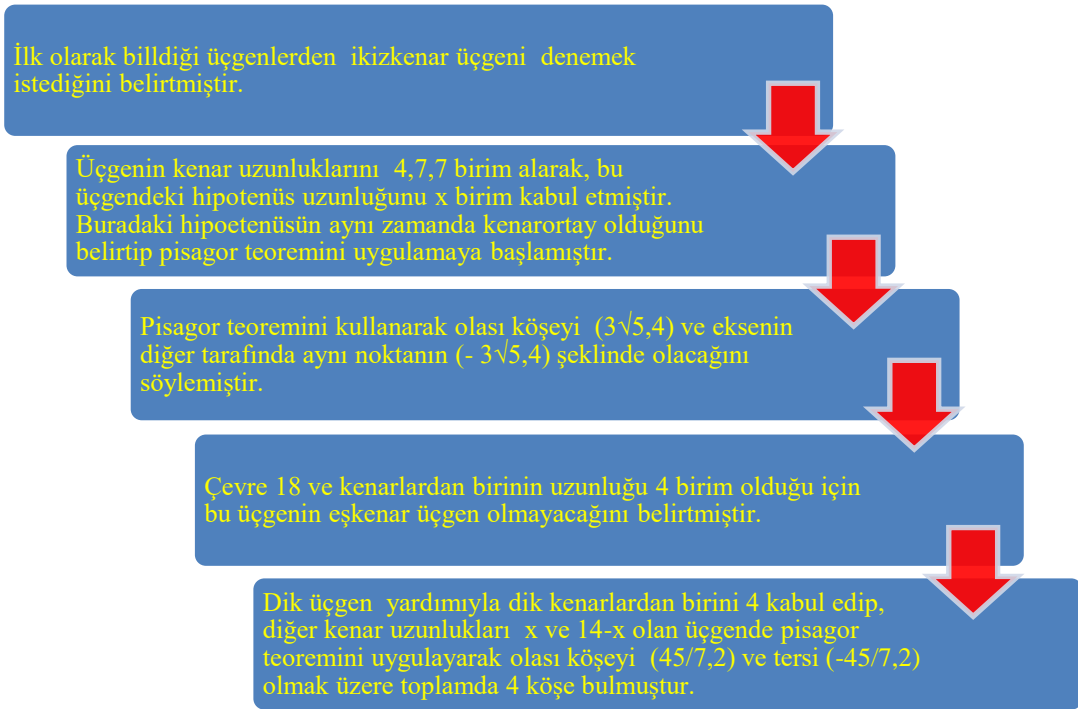 İlk olarak billdiği üçgenlerden ikizkenar üçgeni denemek
istediğini belirtmiştir.
Üçgenin kenar uzunluklarını 4,7,7 birim alarak, bu
üçgendeki hipotenüs uzunluğunu x birim kabul etmiştir.
Buradaki hipoetenüsün aynı zamanda kenarortay olduğunu
belirtip pisagor teoremini uygulamaya başlamıştır.
Pisagor teoremini kullanarak olası köşeyi (3√5,4) ve eksenin
diğer tarafında aynı noktanın (- 3√5,4) şeklinde olacağını
söylemiştir.
Çevre 18 ve kenarlardan birinin uzunluğu 4 birim olduğu için
bu üçgenin eşkenar üçgen olmayacağını belirtmiştir.
Dik üçgen yardımıyla dik kenarlardan birini 4 kabul edip,
diğer kenar uzunlukları x ve 14-x olan üçgende pisagor
teoremini uygulayarak olası köşeyi (45/7,2) ve tersi (-45/7,2)
olmak üzere toplamda 4 köşe bulmuştur.